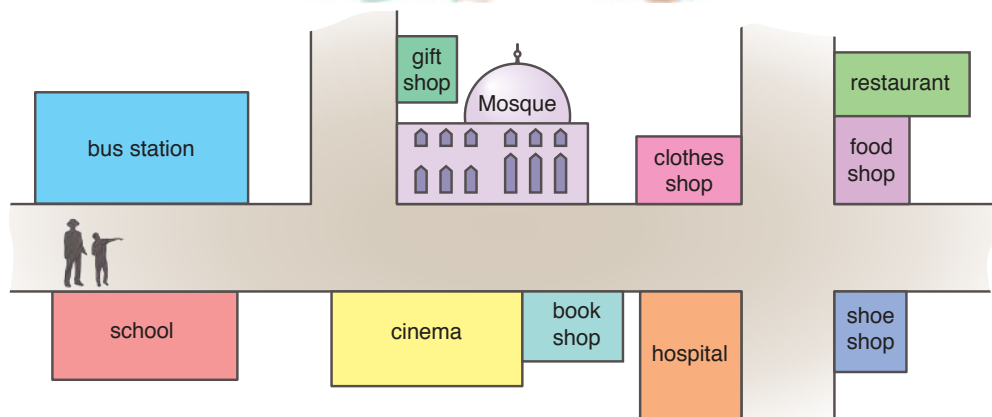 gift
shop
Mosque
restaurant
bus station
clothes
shop
food
shop
school
cinema
book
shop
hospital
shoe
shop